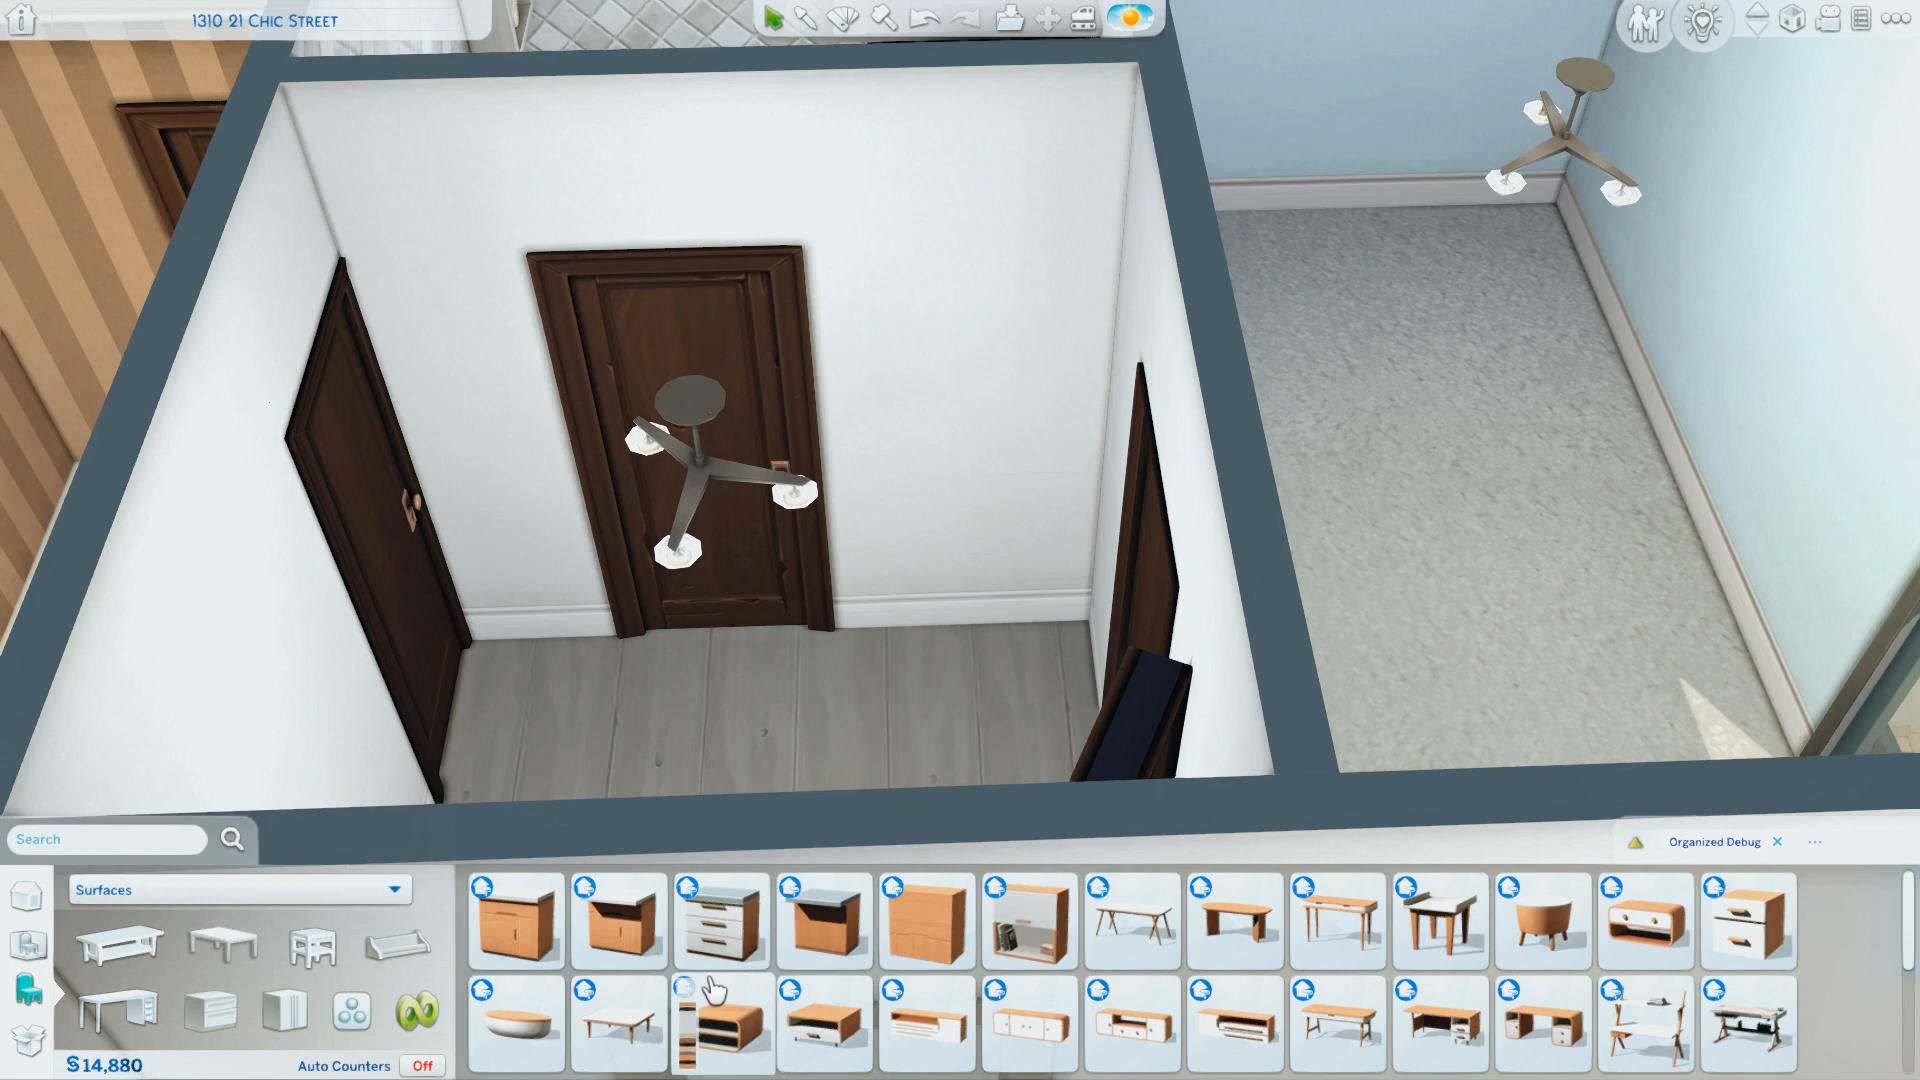 1310 21 Chic Street
Search
Organized Debug
Surfaces
§14,880
Auto Counters
Off